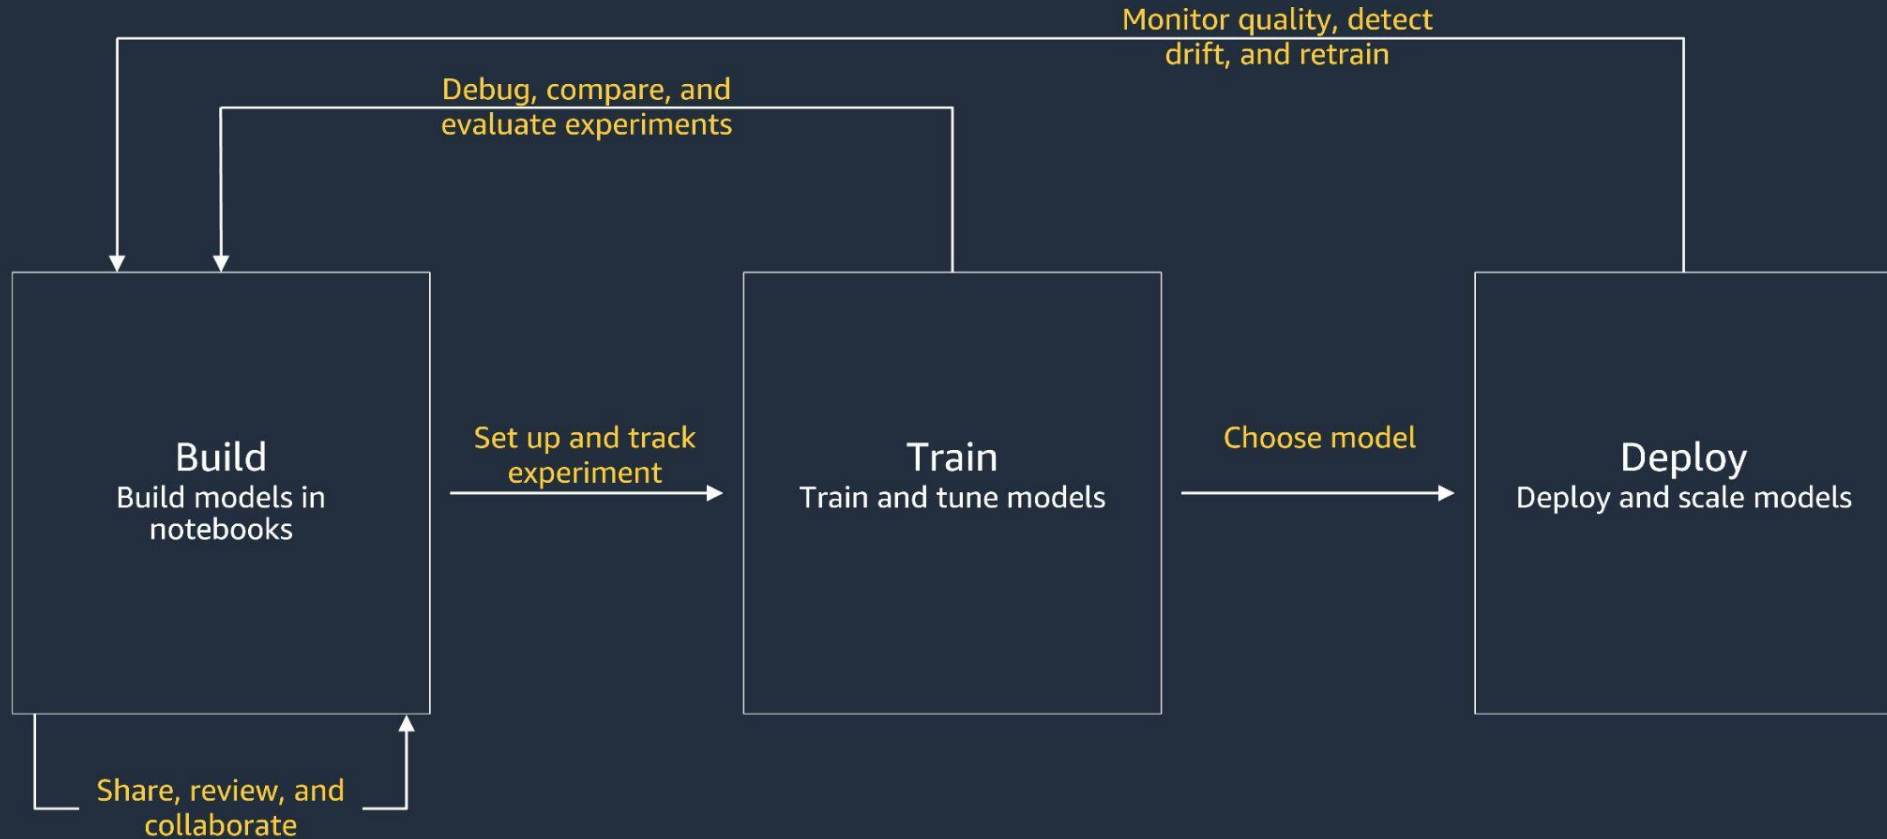 Monitor quality, detect
drift, and retrain
Debug, compare, and
evaluate experiments
Build
Build models in
notebooks
Set up and track
experiment
Train
Train and tune models
Choose model
Deploy
Deploy and scale models
Share, review, and
collaborate